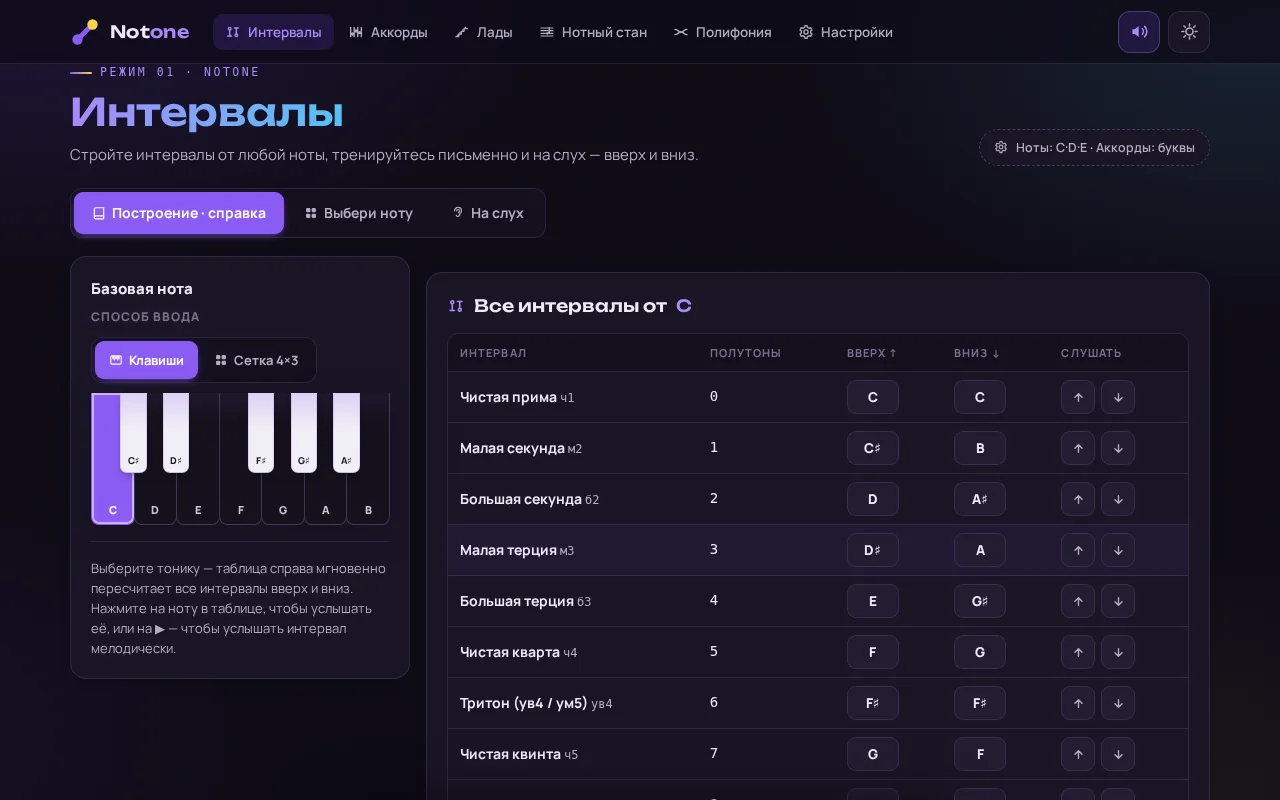 Notone Интервалы Аккорды Лады Нотный стан Полифония Настройки
РЕЖИМ 01 · NOTONE
Интервалы
Стройте интервалы от любой ноты, тренируйтесь письменно и на слух — вверх и вниз.
Ноты: C·D·E · Аккорды: буквы
Построение · справка Выбери ноту На слух
Базовая нота
СПОСОБ ВВОДА
Клавиши Сетка 4×3
C♯ D♯ F♯ G♯ A♯
C D E F G A B
Выберите тонику — таблица справа мгновенно
пересчитает все интервалы вверх и вниз.
Нажмите на ноту в таблице, чтобы услышать
её, или на ▶ — чтобы услышать интервал
мелодически.
Все интервалы от C
ИНТЕРВАЛ ПОЛУТОНЫ ВВЕРХ ↑ ВНИЗ ↓ СЛУШАТЬ
Чистая прима ч1 0 C C ↑ ↓
Малая секунда м2 1 C♯ B ↑ ↓
Большая секунда б2 2 D A♯ ↑ ↓
Малая терция м3 3 D♯ A ↑ ↓
Большая терция б3 4 E G♯ ↑ ↓
Чистая кварта ч4 5 F G ↑ ↓
Тритон (ув4 / ум5) ув4 6 F♯ F♯ ↑ ↓
Чистая квинта ч5 7 G F ↑ ↓